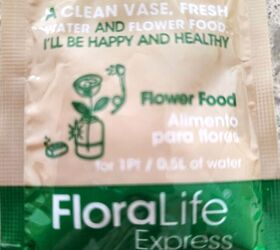 A CLEAN VASE, FRESH
WATER AND FLOWER FOOD.
I'LL BE HAPPY AND HEALTHY
Flower Food
Alimento
para flores
for 1Pt / 0.5L of water
FloraLife
Express